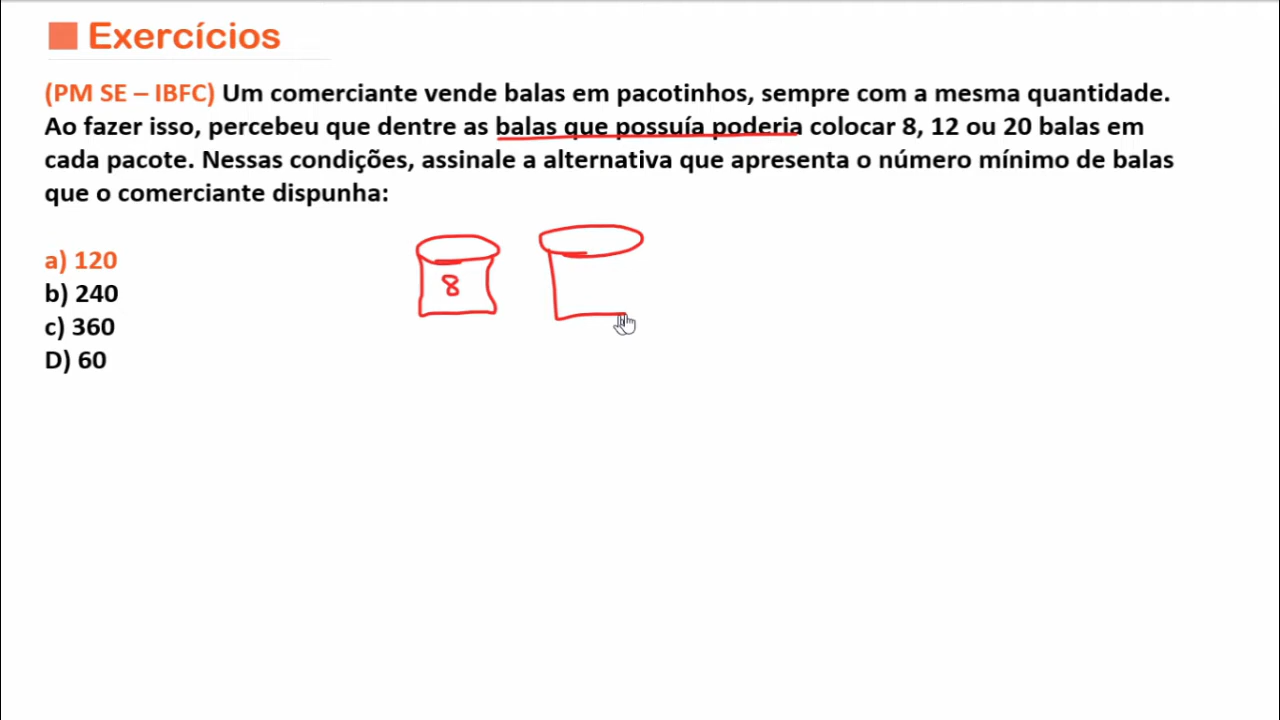 Exercícios
(PM SE – IBFC) Um comerciante vende balas em pacotinhos, sempre com a mesma quantidade.
Ao fazer isso, percebeu que dentre as balas que possuía poderia colocar 8, 12 ou 20 balas em
cada pacote. Nessas condições, assinale a alternativa que apresenta o número mínimo de balas
que o comerciante dispunha:
a) 120
b) 240
c) 360
D) 60
8